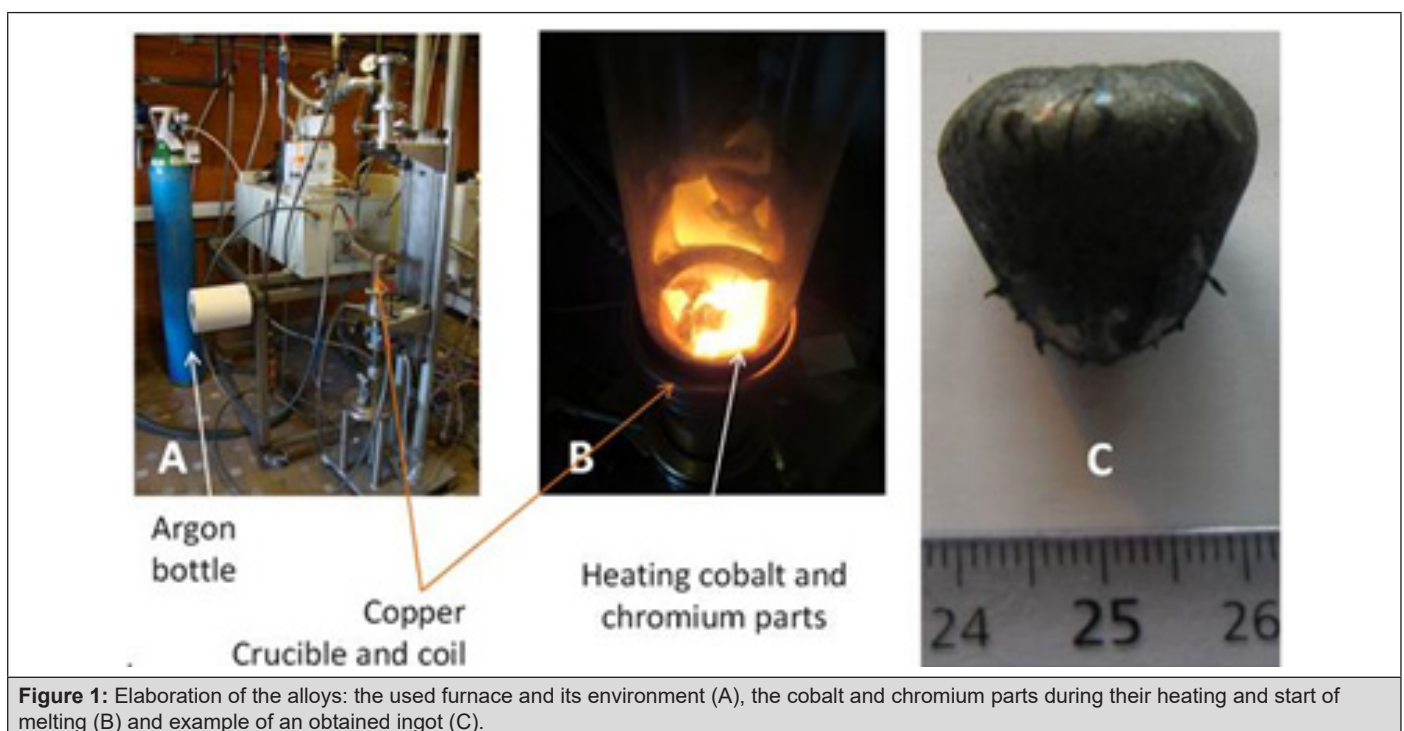 A
B
C
Argon
bottle
Copper
Crucible and coil
Heating cobalt and
chromium parts
24 25 26
Figure 1: Elaboration of the alloys: the used furnace and its environment (A), the cobalt and chromium parts during their heating and start of
melting (B) and example of an obtained ingot (C).